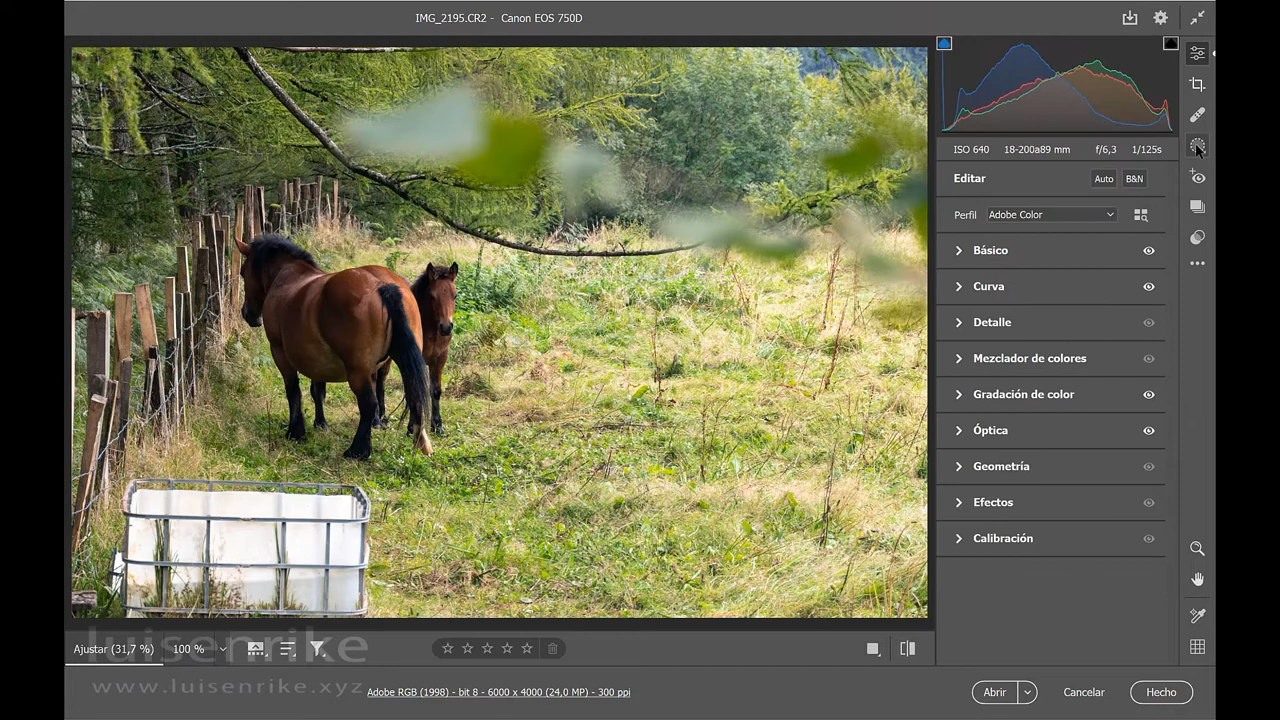 IMG_2195.CR2 - Canon EOS 750D
ISO 640 18-200a89 mm f/6,3 1/125s
Editar Auto B&N
Perfil Adobe Color
Básico
Curva
Detalle
Mezclador de colores
Gradación de color
Óptica
Geometría
Efectos
Calibración
Ajustar (31,7 %) 100 %
luisenrike
www.luisenrike.xyz
Adobe RGB (1998) - bit 8 - 6000 x 4000 (24,0 MP) - 300 ppi
Abrir Cancelar Hecho